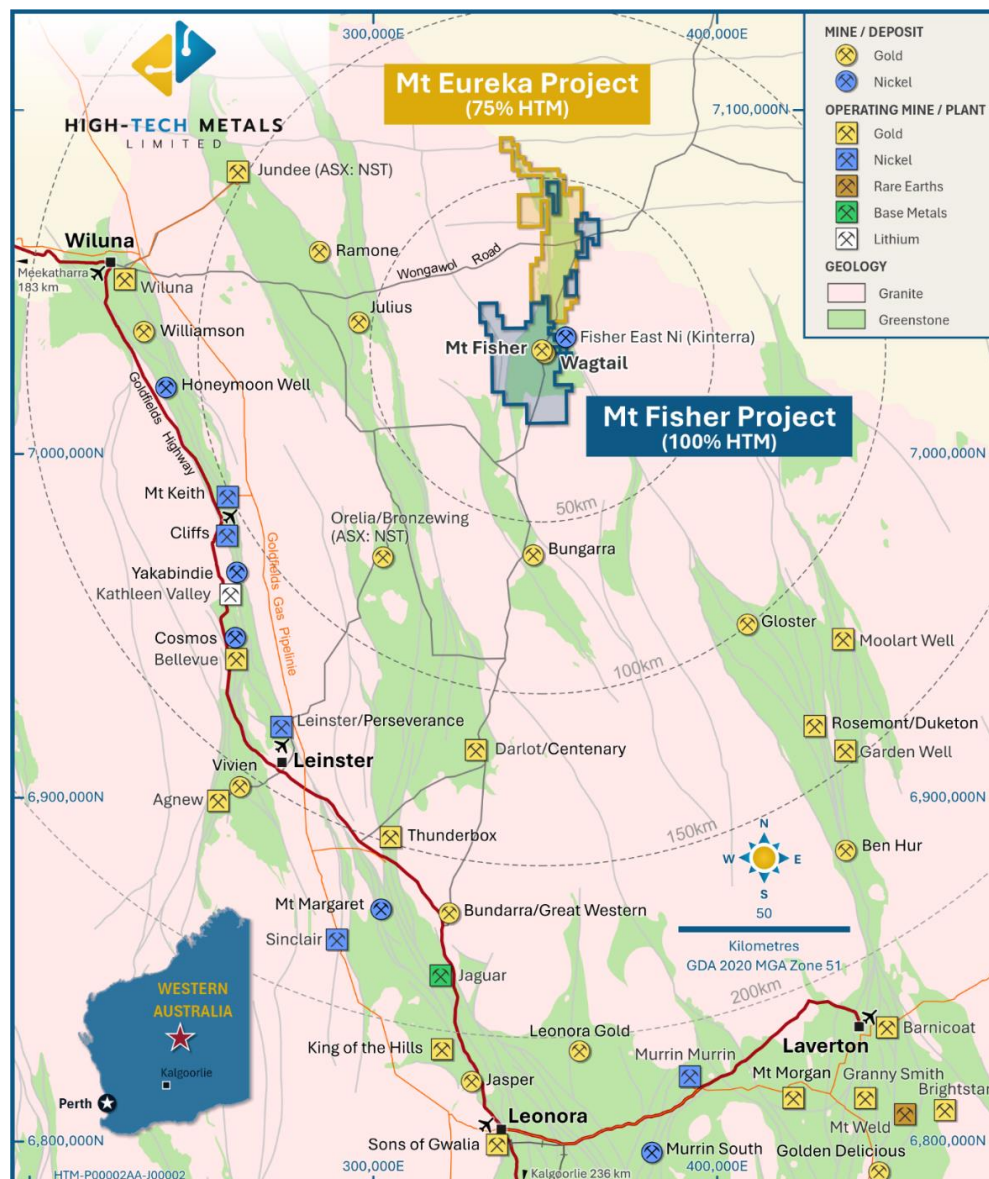 300,000E
400,000E
HIGH-TECH METALS
LIMITED
Mt Eureka Project
(75% HTM)
7,100,000N
MINE / DEPOSIT
Gold
Nickel
OPERATING MINE / PLANT
Gold
Nickel
Rare Earths
Base Metals
Lithium
GEOLOGY
Granite
Greenstone
Jundee (ASX: NST)
Wiluna
Meekatharra
183 km
Wiluna
Ramone
Wongawol Road
Julius
Williamson
Honeymoon Well
Goldfields Highway
Fisher East Ni (Kinterra)
Mt Fisher
Wagtail
Mt Fisher Project
(100% HTM)
7,000,000N
7,000,000N
Mt Keith
Cliffs
Orelia/Bronzewing
(ASX: NST)
50km
Bungarra
Goldfields Gas Pipelinie
Yakabindie
Kathleen Valley
Cosmos
Bellevue
Gloster
Moolart Well
100km
Leinster/Perseverance
Leinster
Darlot/Centenary
Rosemont/Duketon
Garden Well
Vivien
Agnew
6,900,000N
6,900,000N
Thunderbox
150km
Ben Hur
N
W
E
S
50
Kilometres
GDA 2020 MGA Zone 51
Mt Margaret
Bundarra/Great Western
Sinclair
Jaguar
200km
WESTERN
AUSTRALIA
Kalgoorlie
Perth
King of the Hills
Leonora Gold
Jasper
Murrin Murrin
Laverton
Barnicoat
Mt Morgan
Granny Smith
Brightstar
Mt Weld
Leonora
Sons of Gwalia
Murrin South
Golden Delicious
6,800,000N
6,800,000N
HTM-P00002AA-J00002
300,000E
Kalgoorlie 236 km
400,000E